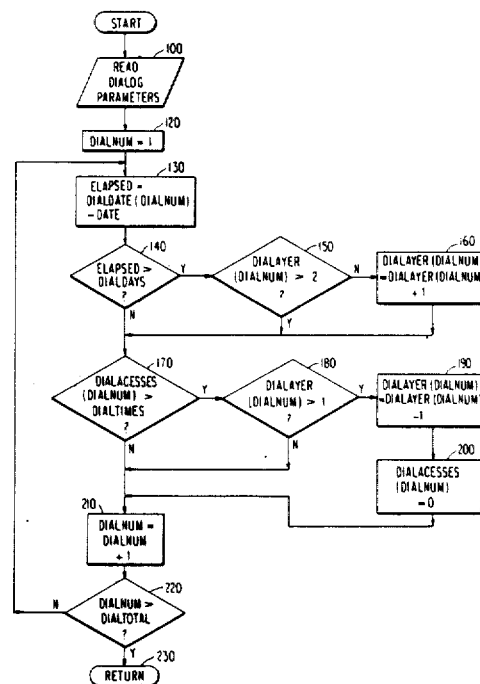 START
100
READ
DIALOG
PARAMETERS
120
DIALNUM = 1
130
ELAPSED =
DIALDATE (DIALNUM)
-DATE
140
ELAPSED >
DIALDAYS
?
Y
N
150
DIALAYER
(DIALNUM) > 2
?
N
Y
160
DIALAYER (DIALNUM)
=DIALAYER (DIALNUM)
+ 1
170
DIALACESSES
(DIALNUM) >
DIALTIMES
?
Y
N
180
DIALAYER
(DIALNUM) > 1
?
Y
N
190
DIALAYER (DIALNUM)
=DIALAYER (DIALNUM)
-1
200
DIALACCESSES
(DIALNUM)
= 0
210
DIALNUM =
DIALNUM
+ 1
220
DIALNUM >
DIALTOTAL
?
N
Y
230
RETURN